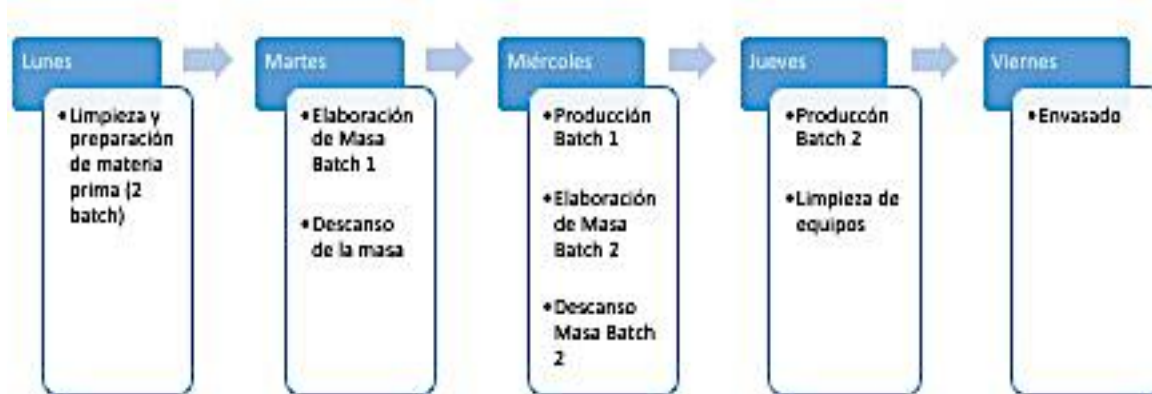 Lunes
•Limpieza y
preparación
de materia
prima (2
batch)
Martes
•Elaboración
de Masa
Batch 1
•Descanso
de la masa
Miércoles
•Producción
Batch 1
•Elaboración
de Masa
Batch 2
•Descanso
Masa Batch
2
Jueves
•Produccón
Batch 2
•Limpieza de
equipos
Viernes
•Envasado